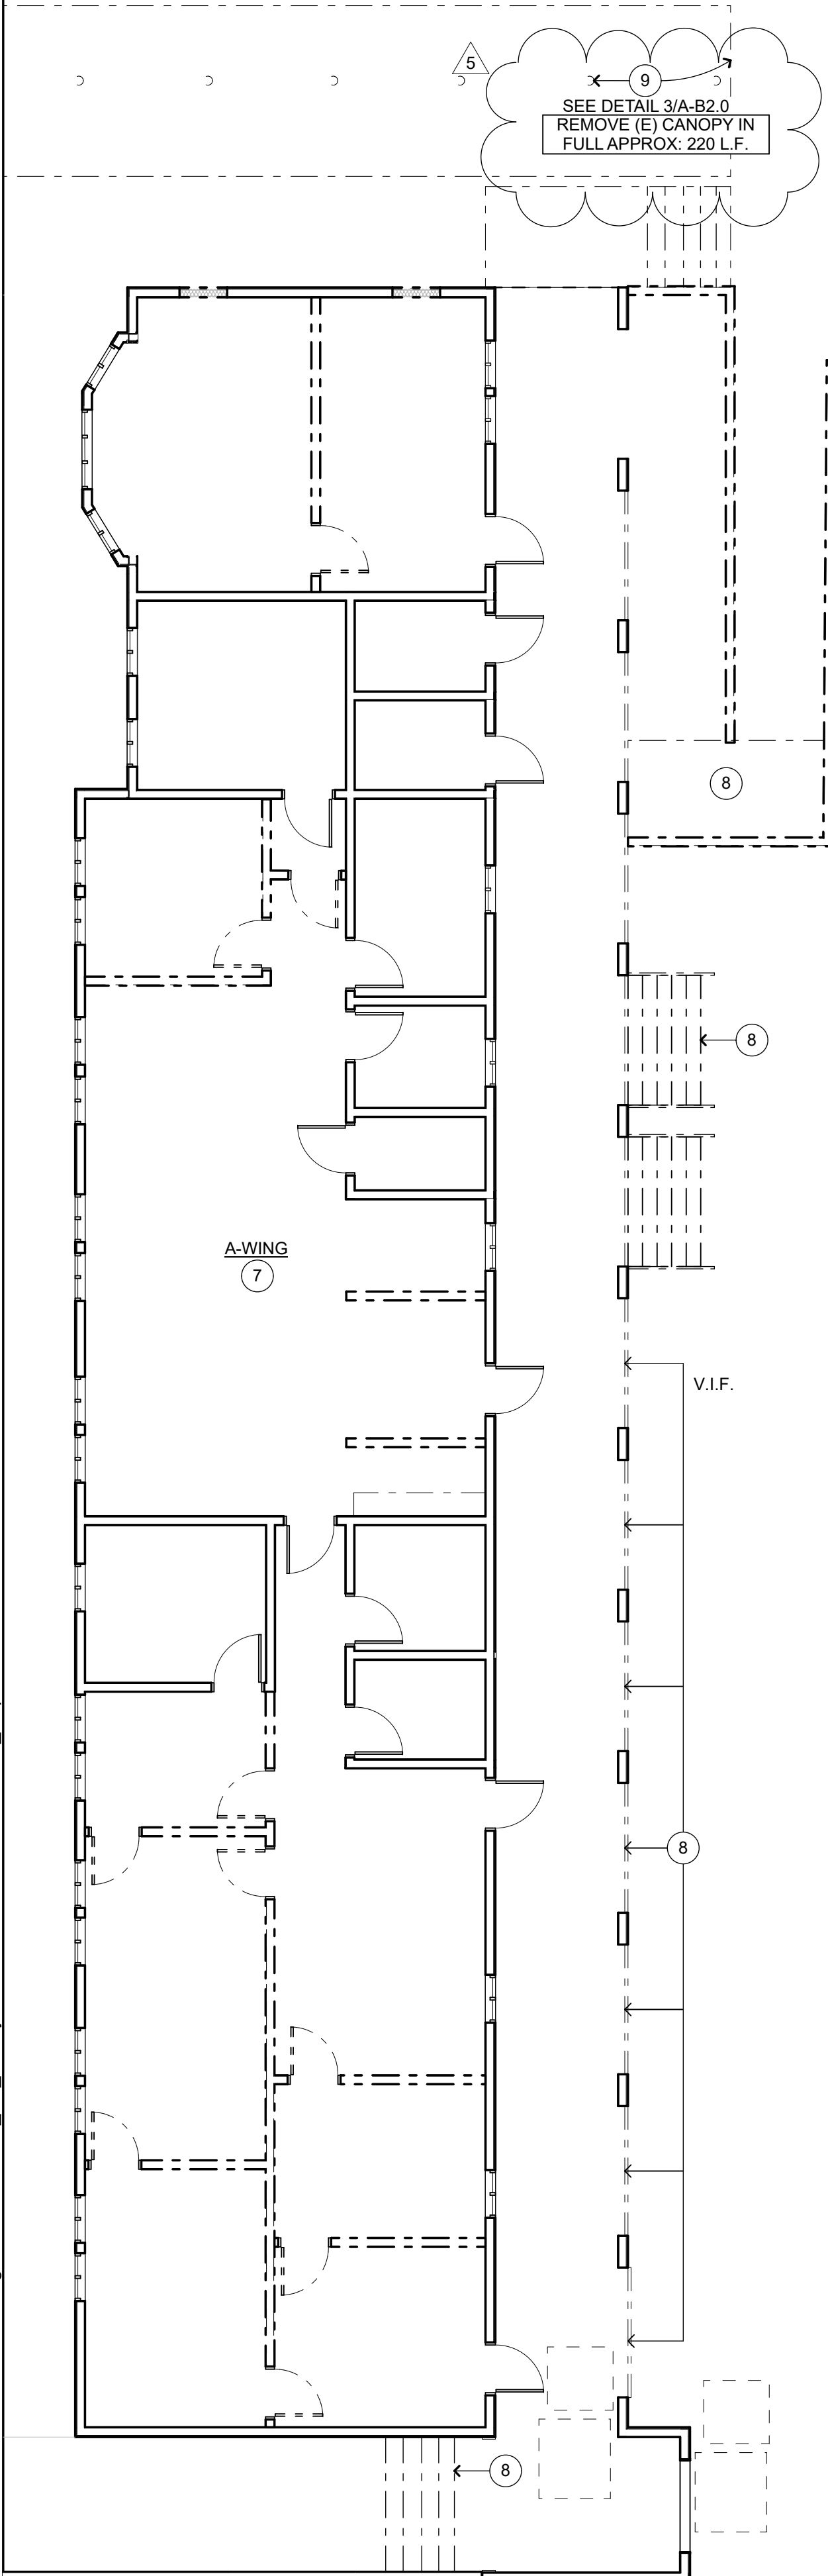 5
9
SEE DETAIL 3/A-B2.0
REMOVE (E) CANOPY IN
FULL APPROX: 220 L.F.
8
8
A-WING
7
V.I.F.
8
8